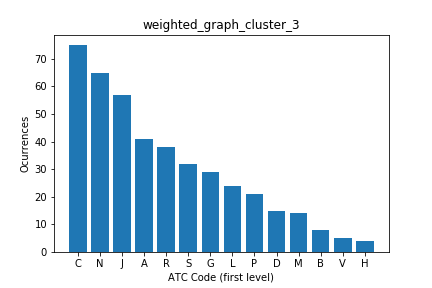 weighted_graph_cluster_3
70
60
50
40
30
20
10
0
Ocurrences
C N J A R S G L P D M B V H
ATC Code (first level)